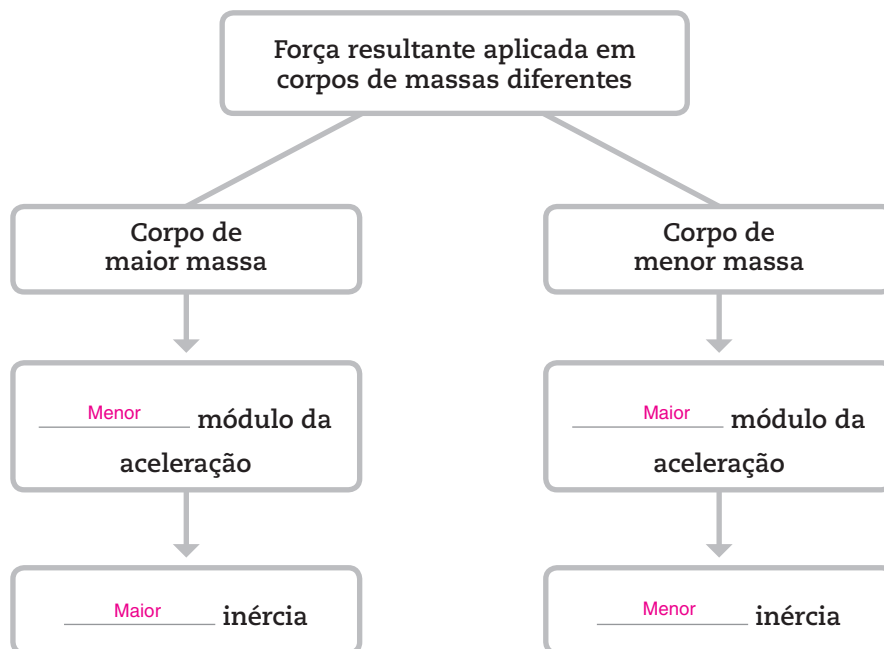 Força resultante aplicada em
corpos de massas diferentes
Corpo de
maior massa
Menor módulo da
aceleração
Maior inércia
Corpo de
menor massa
Maior módulo da
aceleração
Menor inércia